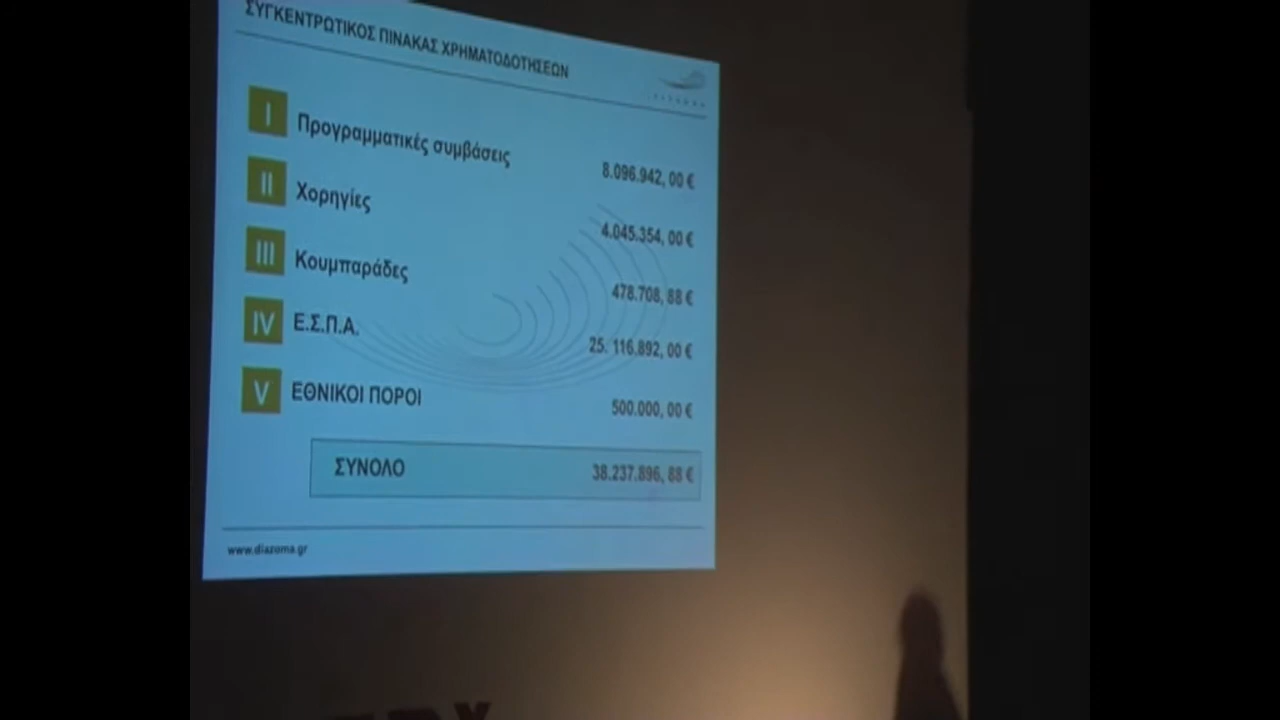 ΣΥΓΚΕΝΤΡΩΤΙΚΟΣ ΠΙΝΑΚΑΣ ΧΡΗΜΑΤΟΔΟΤΗΣΕΩΝ
I Προγραμματικές συμβάσεις 8.096.942, 00 €
II Χορηγίες 4.045.354, 00 €
III Κουμπαράδες 478.708, 88 €
IV Ε.Σ.Π.Α. 25. 116.892, 00 €
V ΕΘΝΙΚΟΙ ΠΟΡΟΙ 500.000, 00 €
ΣΥΝΟΛΟ 38.237.896, 88 €
www.diazoma.gr